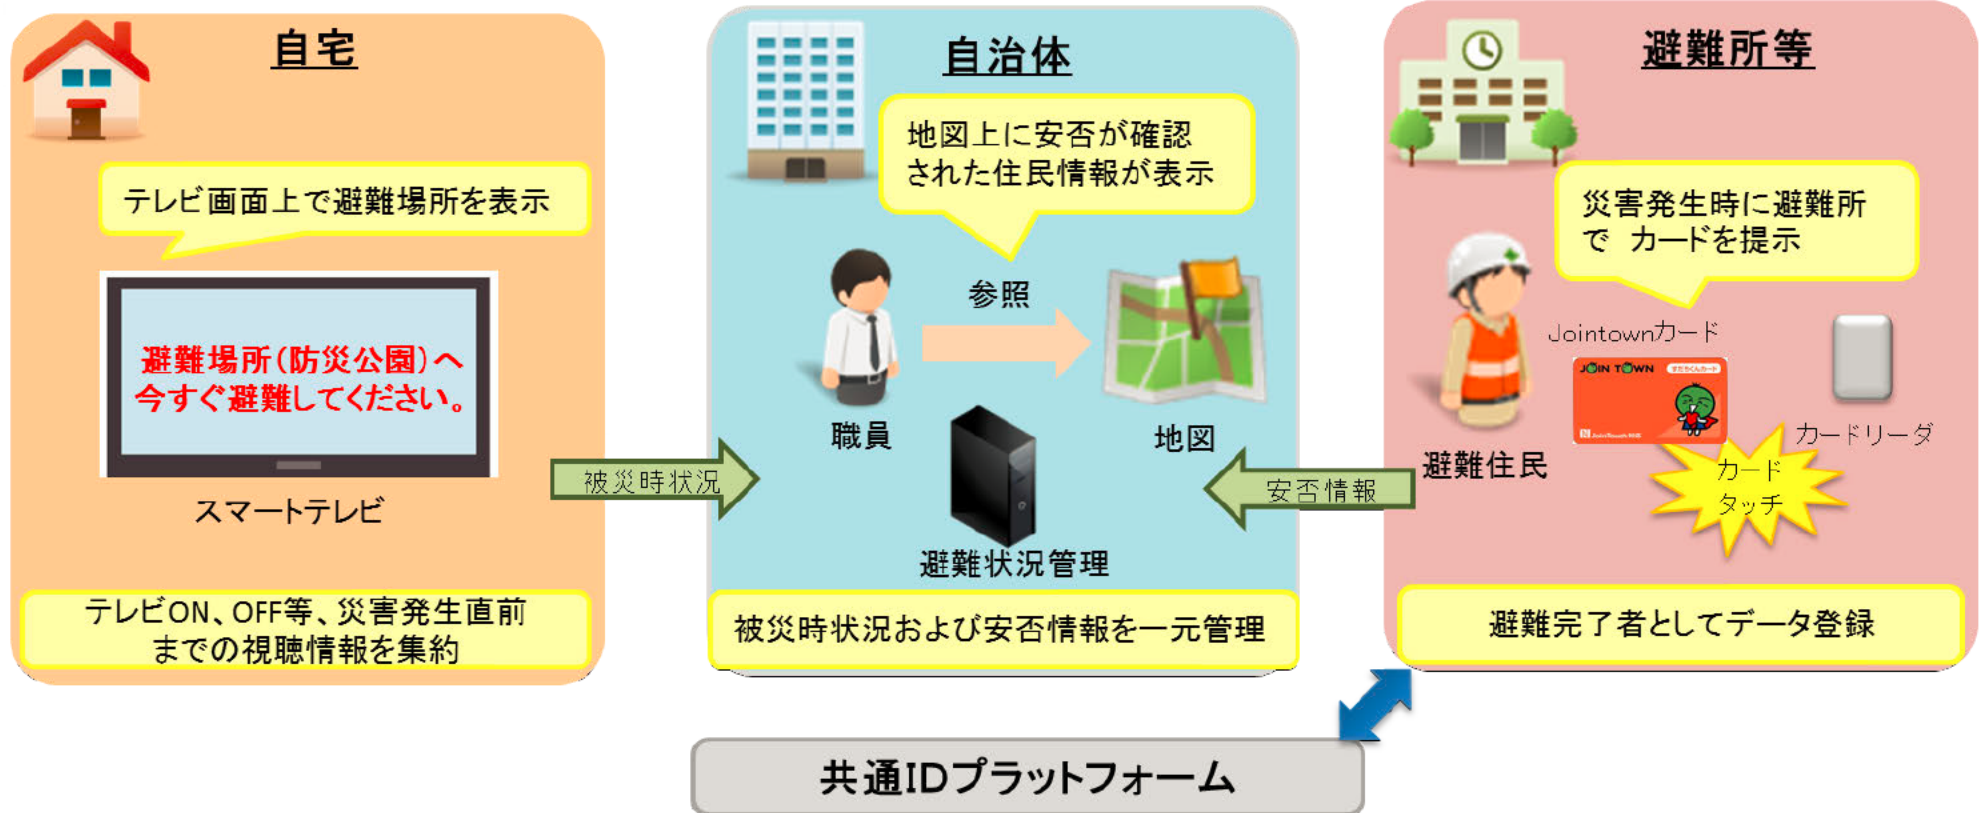 自宅
テレビ画面上で避難場所を表示
避難場所(防災公園)へ
今すぐ避難してください。
スマートテレビ
テレビON、OFF等、災害発生直前
までの視聴情報を集約
被災時状況
自治体
地図上に安否が確認
された住民情報が表示
参照
職員
地図
避難状況管理
被災時状況および安否情報を一元管理
安否情報
避難所等
災害発生時に避難所
で カードを提示
Jointownカード
JOIN TOWN
すだちくんカード
カードリーダ
避難住民
カード
タッチ
避難完了者としてデータ登録
共通IDプラットフォーム